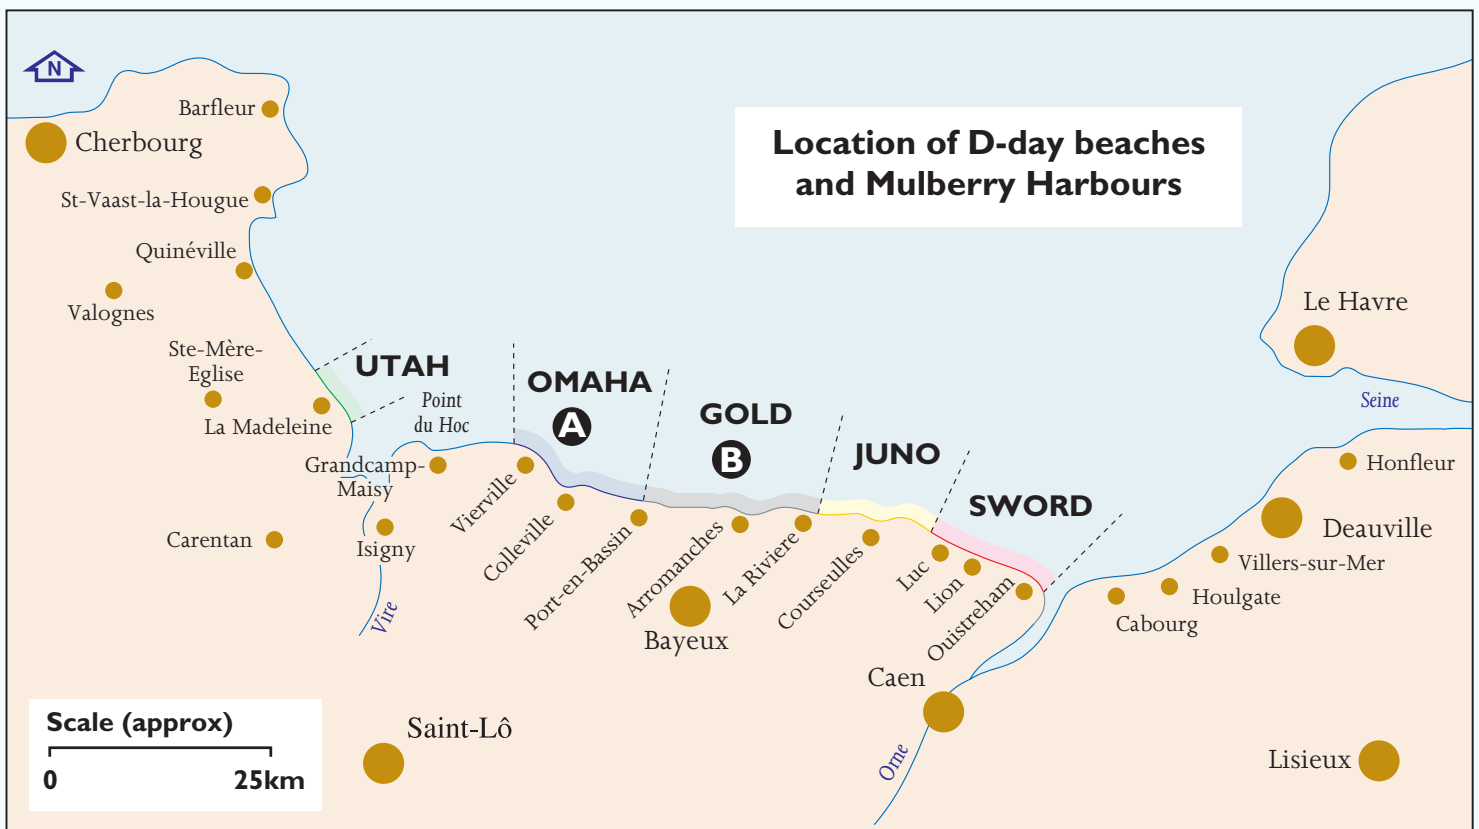 N
Barfleur
Cherbourg
Location of D-day beaches
and Mulberry Harbours
St-Vaast-la-Hougue
Quinéville
Valognes
Le Havre
Ste-Mère-
Eglise
UTAH
OMAHA
A
Point
du Hoc
GOLD
B
Seine
La Madeleine
JUNO
Grandcamp-
Maisy
Honfleur
SWORD
Vierville
Colleville
Port-en-Bassin
Arromanches
La Riviere
Courseulles
Luc
Lion
Ouistreham
Carentan
Isigny
Deauville
Villers-sur-Mer
Houlgate
Cabourg
Vire
Bayeux
Caen
Saint-Lô
Orne
Lisieux
Scale (approx)
0 25km